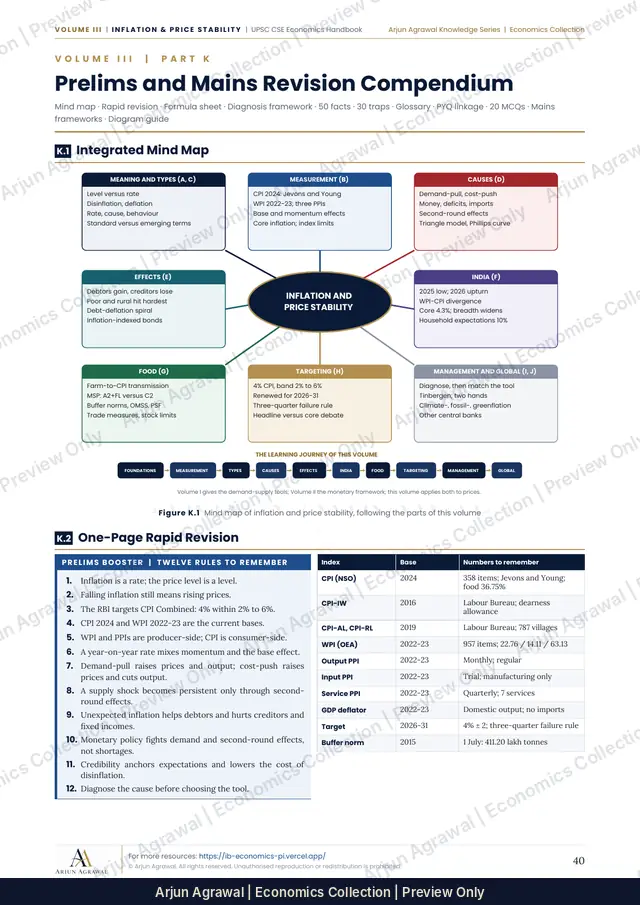 VOLUME III | INFLATION & PRICE STABILITY | UPSC CSE Economics Handbook
Arjun Agrawal Knowledge Series | Economics Collection
VOLUME III | PART K
Prelims and Mains Revision Compendium
Mind map · Rapid revision · Formula sheet · Diagnosis framework · 50 facts · 30 traps · Glossary · PYQ linkage · 20 MCQs · Mains
frameworks · Diagram guide
K.1 Integrated Mind Map
MEANING AND TYPES (A, C)
Level versus rate
Disinflation, deflation
Rate, cause, behaviour
Standard versus emerging terms
MEASUREMENT (B)
CPI 2024: Jevons and Young
WPI 2022-23; three PPIs
Base and momentum effects
Core inflation; index limits
CAUSES (D)
Demand-pull, cost-push
Money, deficits, imports
Second-round effects
Triangle model, Phillips curve
EFFECTS (E)
Debtors gain, creditors lose
Poor and rural hit hardest
Debt-deflation spiral
Inflation-indexed bonds
INFLATION AND
PRICE STABILITY
INDIA (F)
2025 low; 2026 upturn
WPI-CPI divergence
Core 4.3%; breadth widens
Household expectations 10%
FOOD (G)
Farm-to-CPI transmission
MSP: A2+FL versus C2
Buffer norms, OMSS, PSF
Trade measures, stock limits
TARGETING (H)
4% CPI, band 2% to 6%
Renewed for 2026-31
Three-quarter failure rule
Headline versus core debate
MANAGEMENT AND GLOBAL (I, J)
Diagnose, then match the tool
Tinbergen, two hands
Climate-, fossil-, greenflation
Other central banks
THE LEARNING JOURNEY OF THIS VOLUME
FOUNDATIONS
MEASUREMENT
TYPES
CAUSES
EFFECTS
INDIA
FOOD
TARGETING
MANAGEMENT
GLOBAL
Volume I gives the demand-supply tools; Volume II the monetary framework; this volume applies both to prices.
Figure K.1 Mind map of inflation and price stability, following the parts of this volume
K.2 One-Page Rapid Revision
PRELIMS BOOSTER | TWELVE RULES TO REMEMBER
1. Inflation is a rate; the price level is a level.
2. Falling inflation still means rising prices.
3. The RBI targets CPI Combined: 4% within 2% to 6%.
4. CPI 2024 and WPI 2022-23 are the current bases.
5. WPI and PPIs are producer-side; CPI is consumer-side.
6. A year-on-year rate mixes momentum and the base effect.
7. Demand-pull raises prices and output; cost-push raises
prices and cuts output.
8. A supply shock becomes persistent only through second-
round effects.
9. Unexpected inflation helps debtors and hurts creditors and
fixed incomes.
10. Monetary policy fights demand and second-round effects,
not shortages.
11. Credibility anchors expectations and lowers the cost of
disinflation.
12. Diagnose the cause before choosing the tool.
Index Base Numbers to remember
CPI (NSO) 2024 358 items; Jevons and Young;
food 36.75%
CPI-IW 2016 Labour Bureau; dearness
allowance
CPI-AL, CPI-RL 2019 Labour Bureau; 787 villages
WPI (OEA) 2022-23 957 items; 22.76 / 14.11 / 63.13
Output PPI 2022-23 Monthly; regular
Input PPI 2022-23 Trial; manufacturing only
Service PPI 2022-23 Quarterly; 7 services
GDP deflator 2022-23 Domestic output; no imports
Target 2026-31 4% ± 2; three-quarter failure rule
Buffer norm 2015 1 July: 411.20 lakh tonnes
ARJUN AGRAWAL
For more resources: https://ib-economics-pi.vercel.app/
© Arjun Agrawal. All rights reserved. Unauthorised reproduction or redistribution is prohibited.
40
Arjun Agrawal | Economics Collection | Preview Only